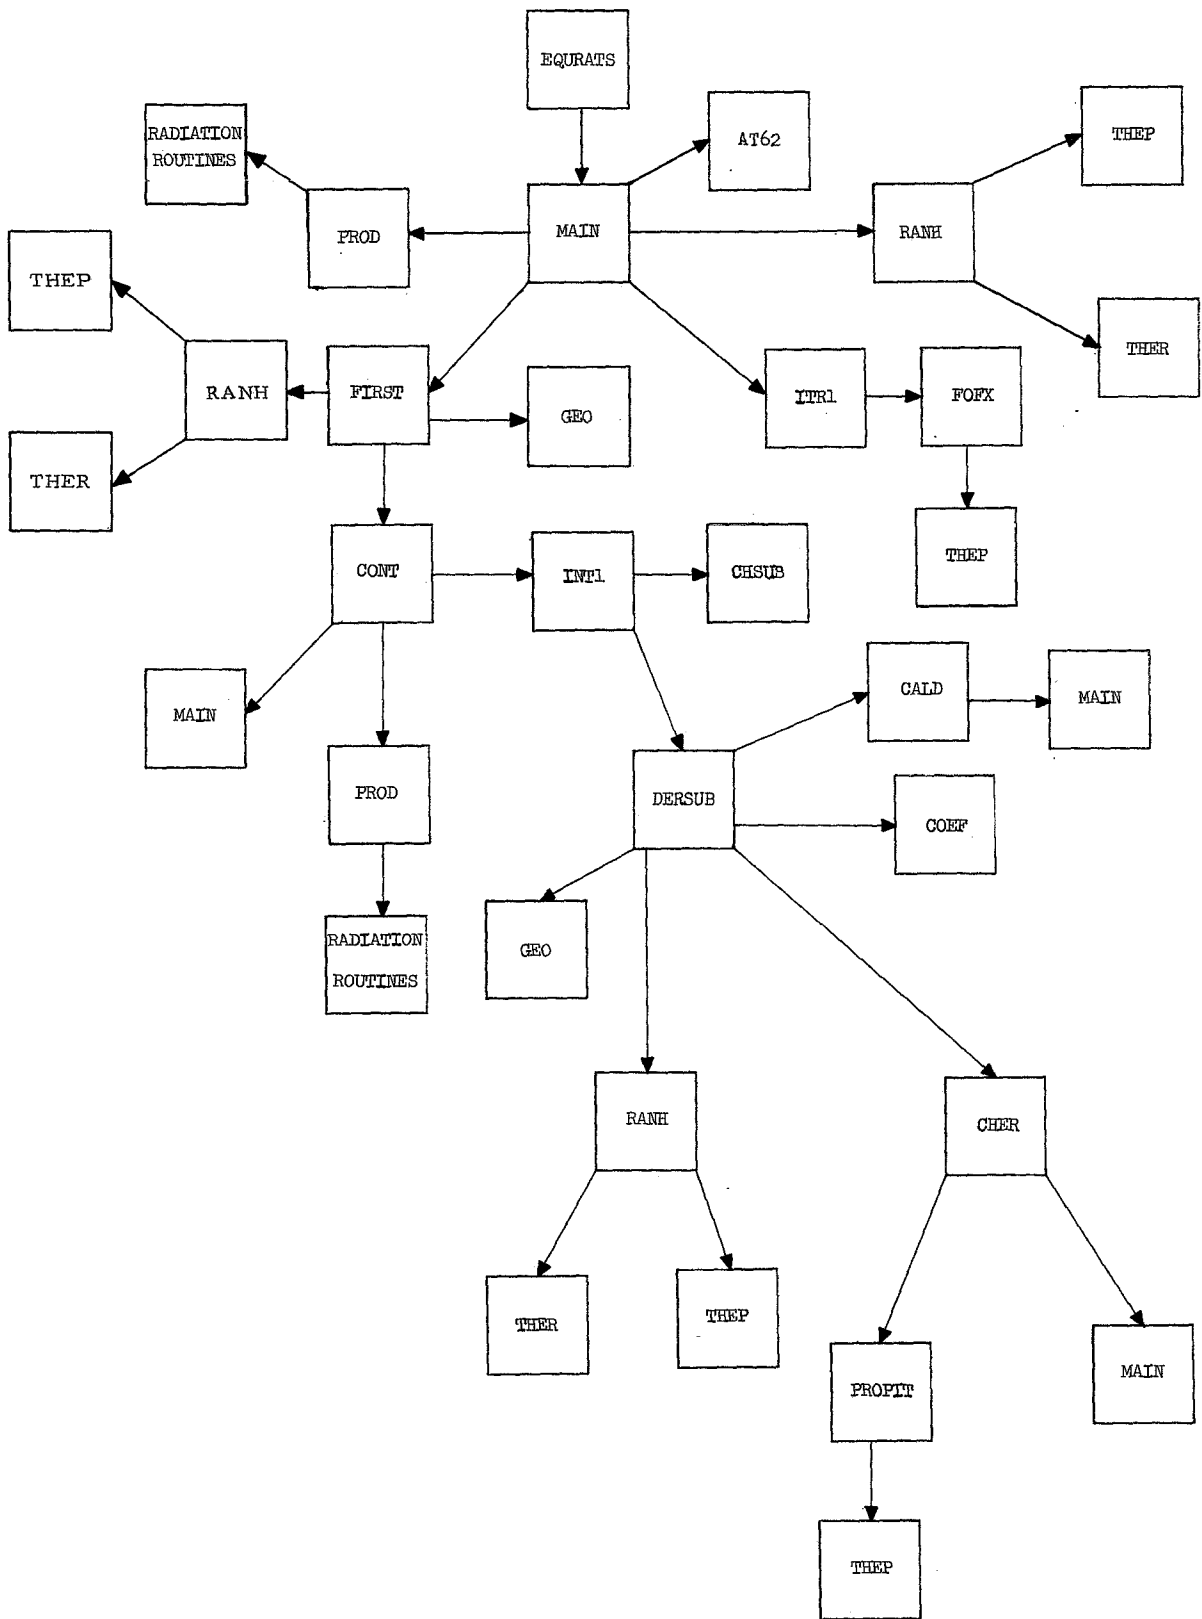 EQURATS
RADIATION
ROUTINES
AT62
THEP
PROD
MAIN
RANH
THEP
THER
RANH
FIRST
GEO
ITR1
FOFX
THER
THEP
CONT
INT1
CHSUB
MAIN
CALD
MAIN
PROD
DERSUB
COEF
RADIATION
ROUTINES
GEO
RANH
CHER
THER
THEP
PROPIT
MAIN
THEP